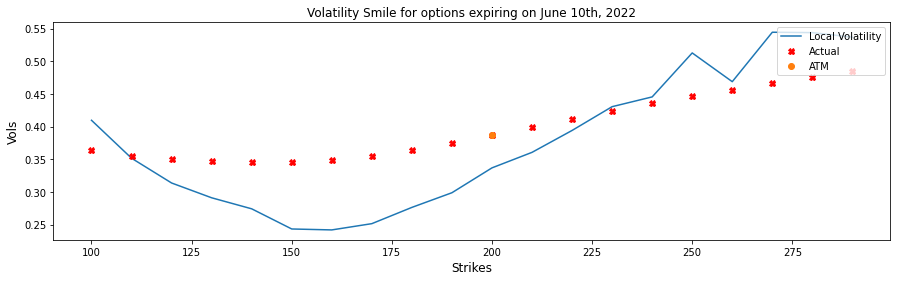 Volatility Smile for options expiring on June 10th, 2022
Local Volatility
Actual
ATM
Vols
0.55
0.50
0.45
0.40
0.35
0.30
0.25
100
125
150
175
200
225
250
275
Strikes